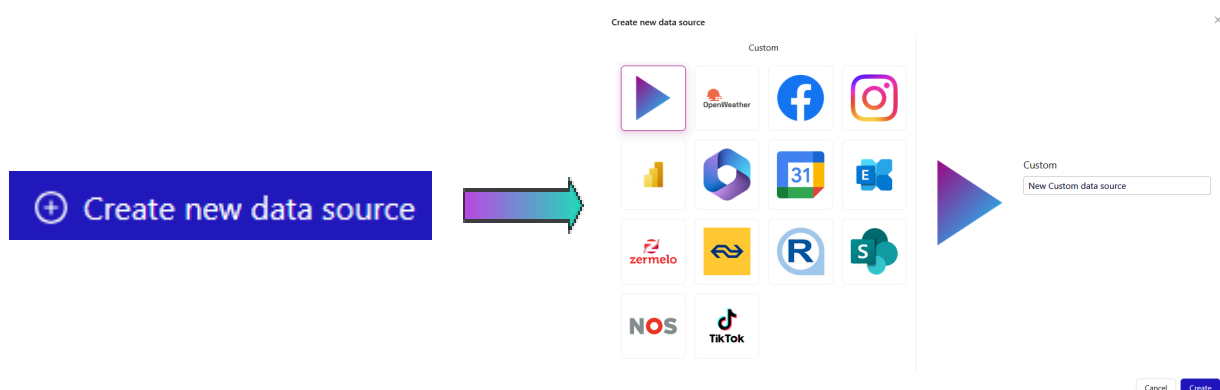 Create new data source
Create new data source
Custom
OpenWeather
31
E
zermelo
R
S
NOS
TikTok
Custom
New Custom data source
Cancel
Create